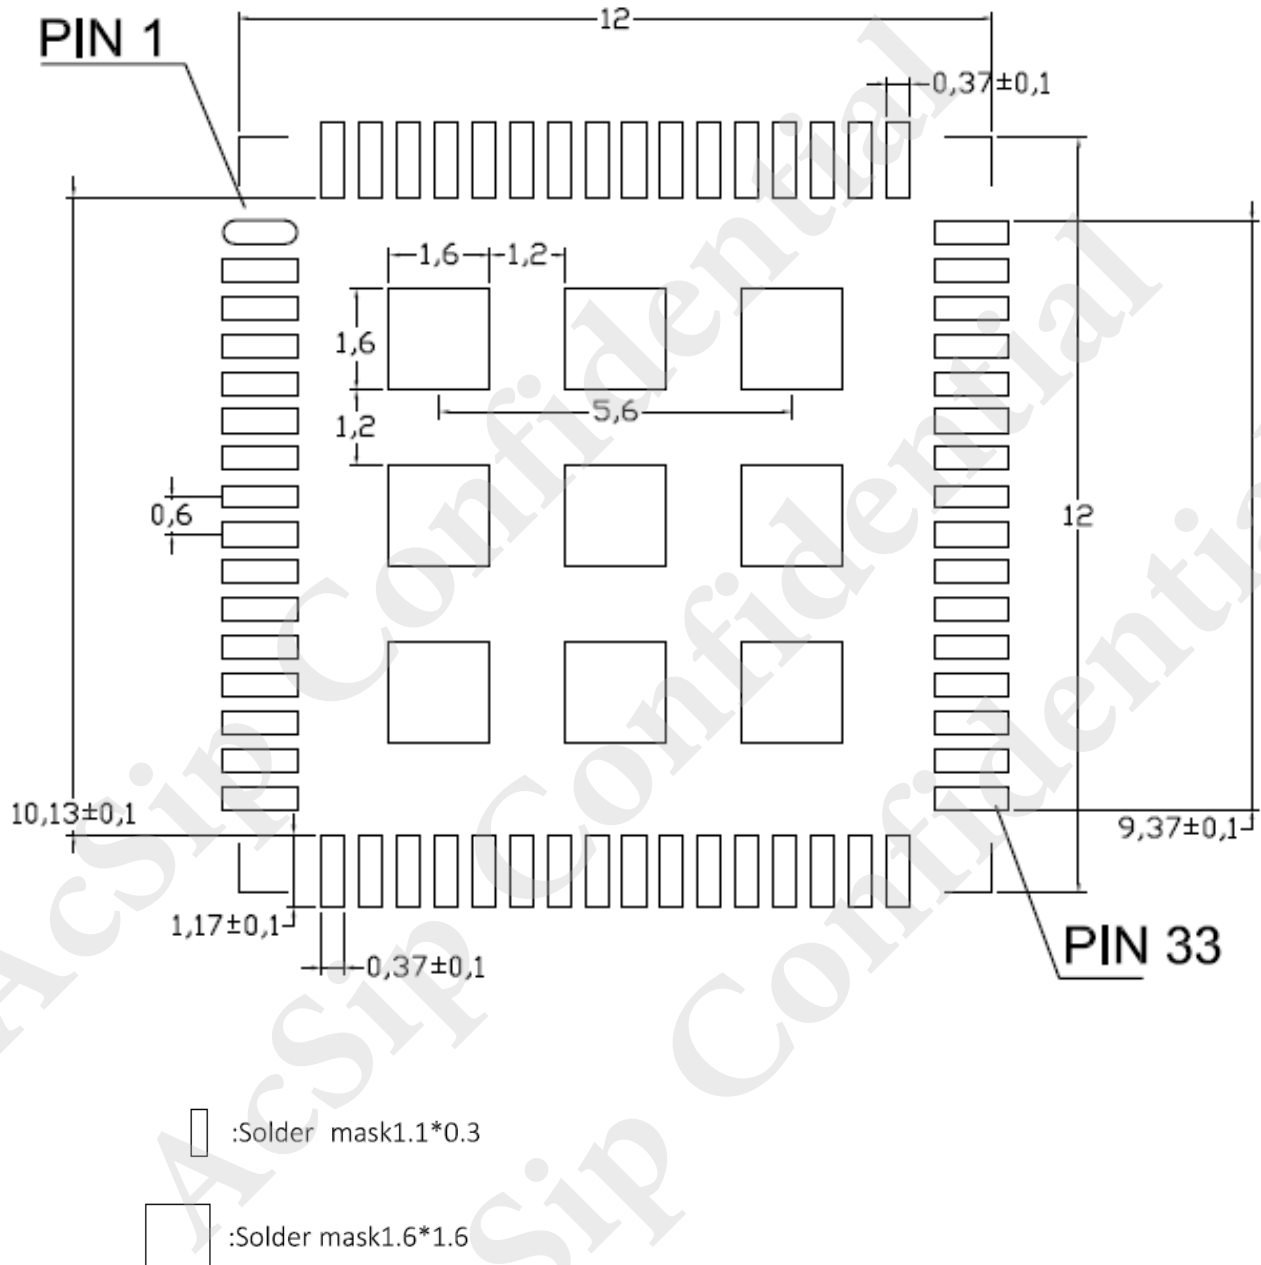 12
PIN 1
0,37±0,1
1,6
1,2
1,6
5,6
1,2
0,6
12
10,13±0,1
9,37±0,1
1,17±0,1
PIN 33
0,37±0,1
:Solder mask1.1*0.3
:Solder mask1.6*1.6
AcSip Confidential
AcSip Confidential
Sip Confidential